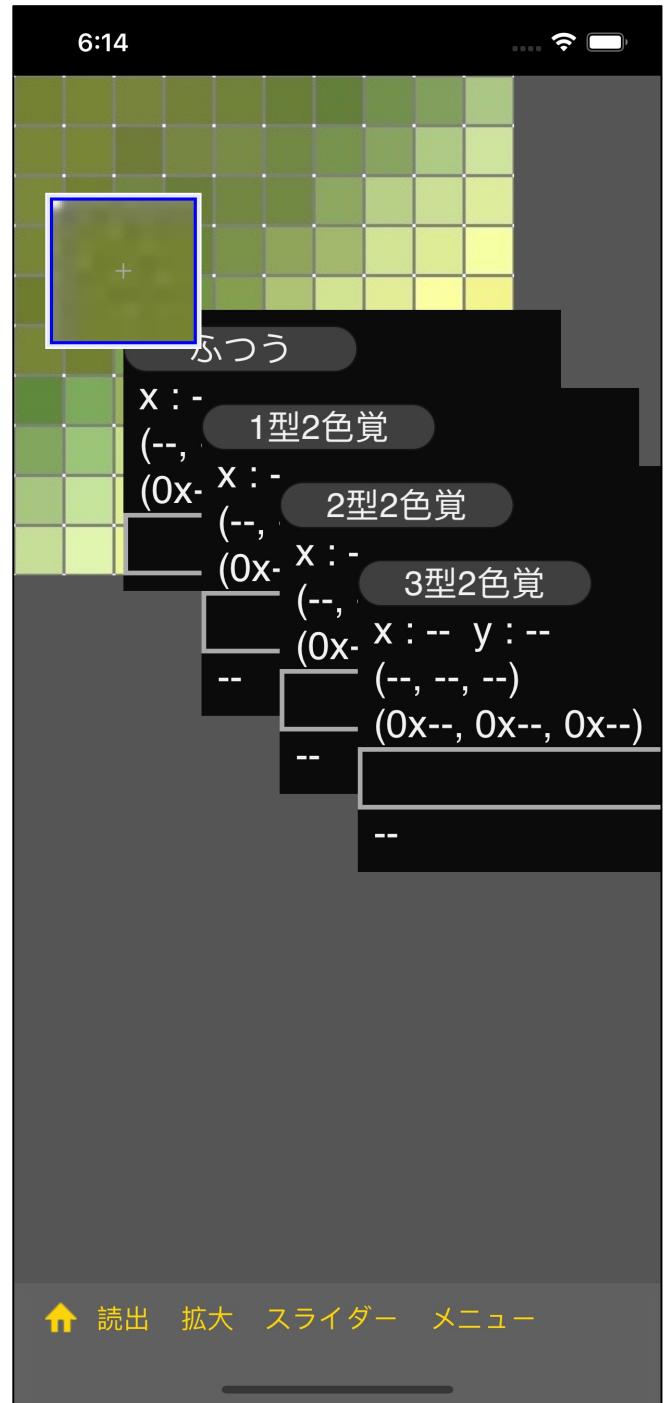 6:14
ふつう
x : -
(--, -
(0x-
1型2色覚
x : -
(--, -
(0x-
--
2型2色覚
x : -
(--, -
(0x-
--
3型2色覚
x : -- y : --
(--, --, --)
(0x--, 0x--, 0x--)
--
読出 拡大 スライダー メニュー